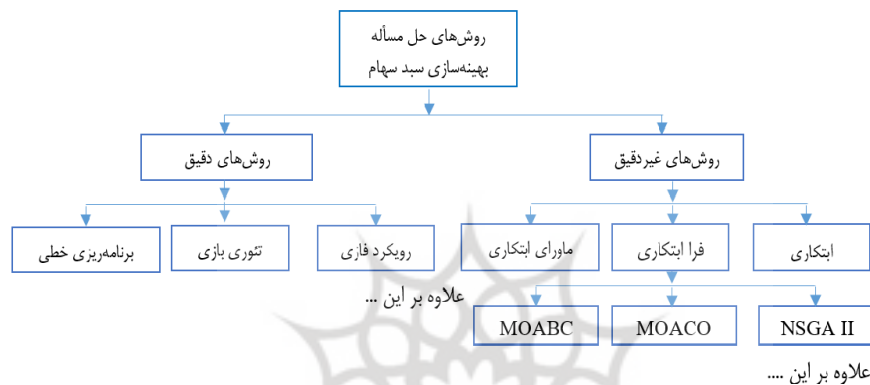 روش‌های حل مسأله
بهینه‌سازی سبد سهام
روش‌های غیردقیق
روش‌های دقیق
ابتکاری
فرا ابتکاری
ماورای ابتکاری
رویکرد فازی
تئوری بازی
برنامه‌ریزی خطی
علاوه بر این ...
NSGA II
MOACO
MOABC
علاوه بر این ....